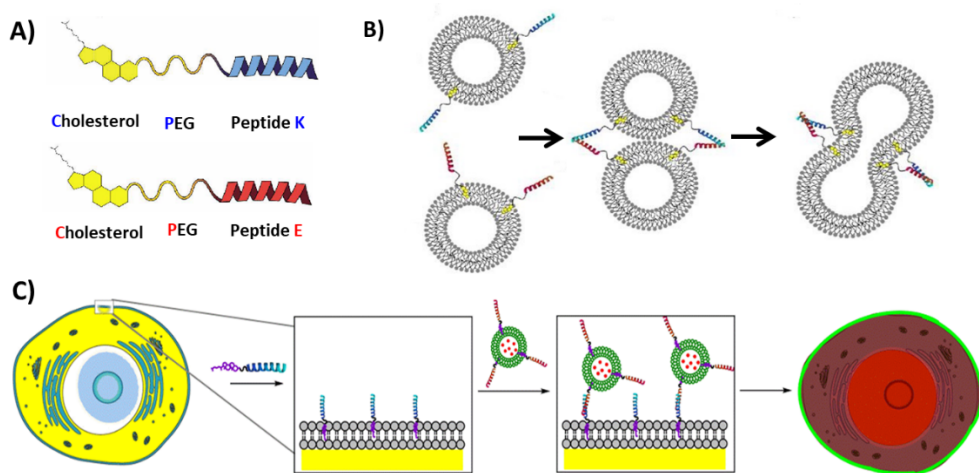 A)
Cholesterol PEG Peptide K
Cholesterol PEG Peptide E
B)
C)